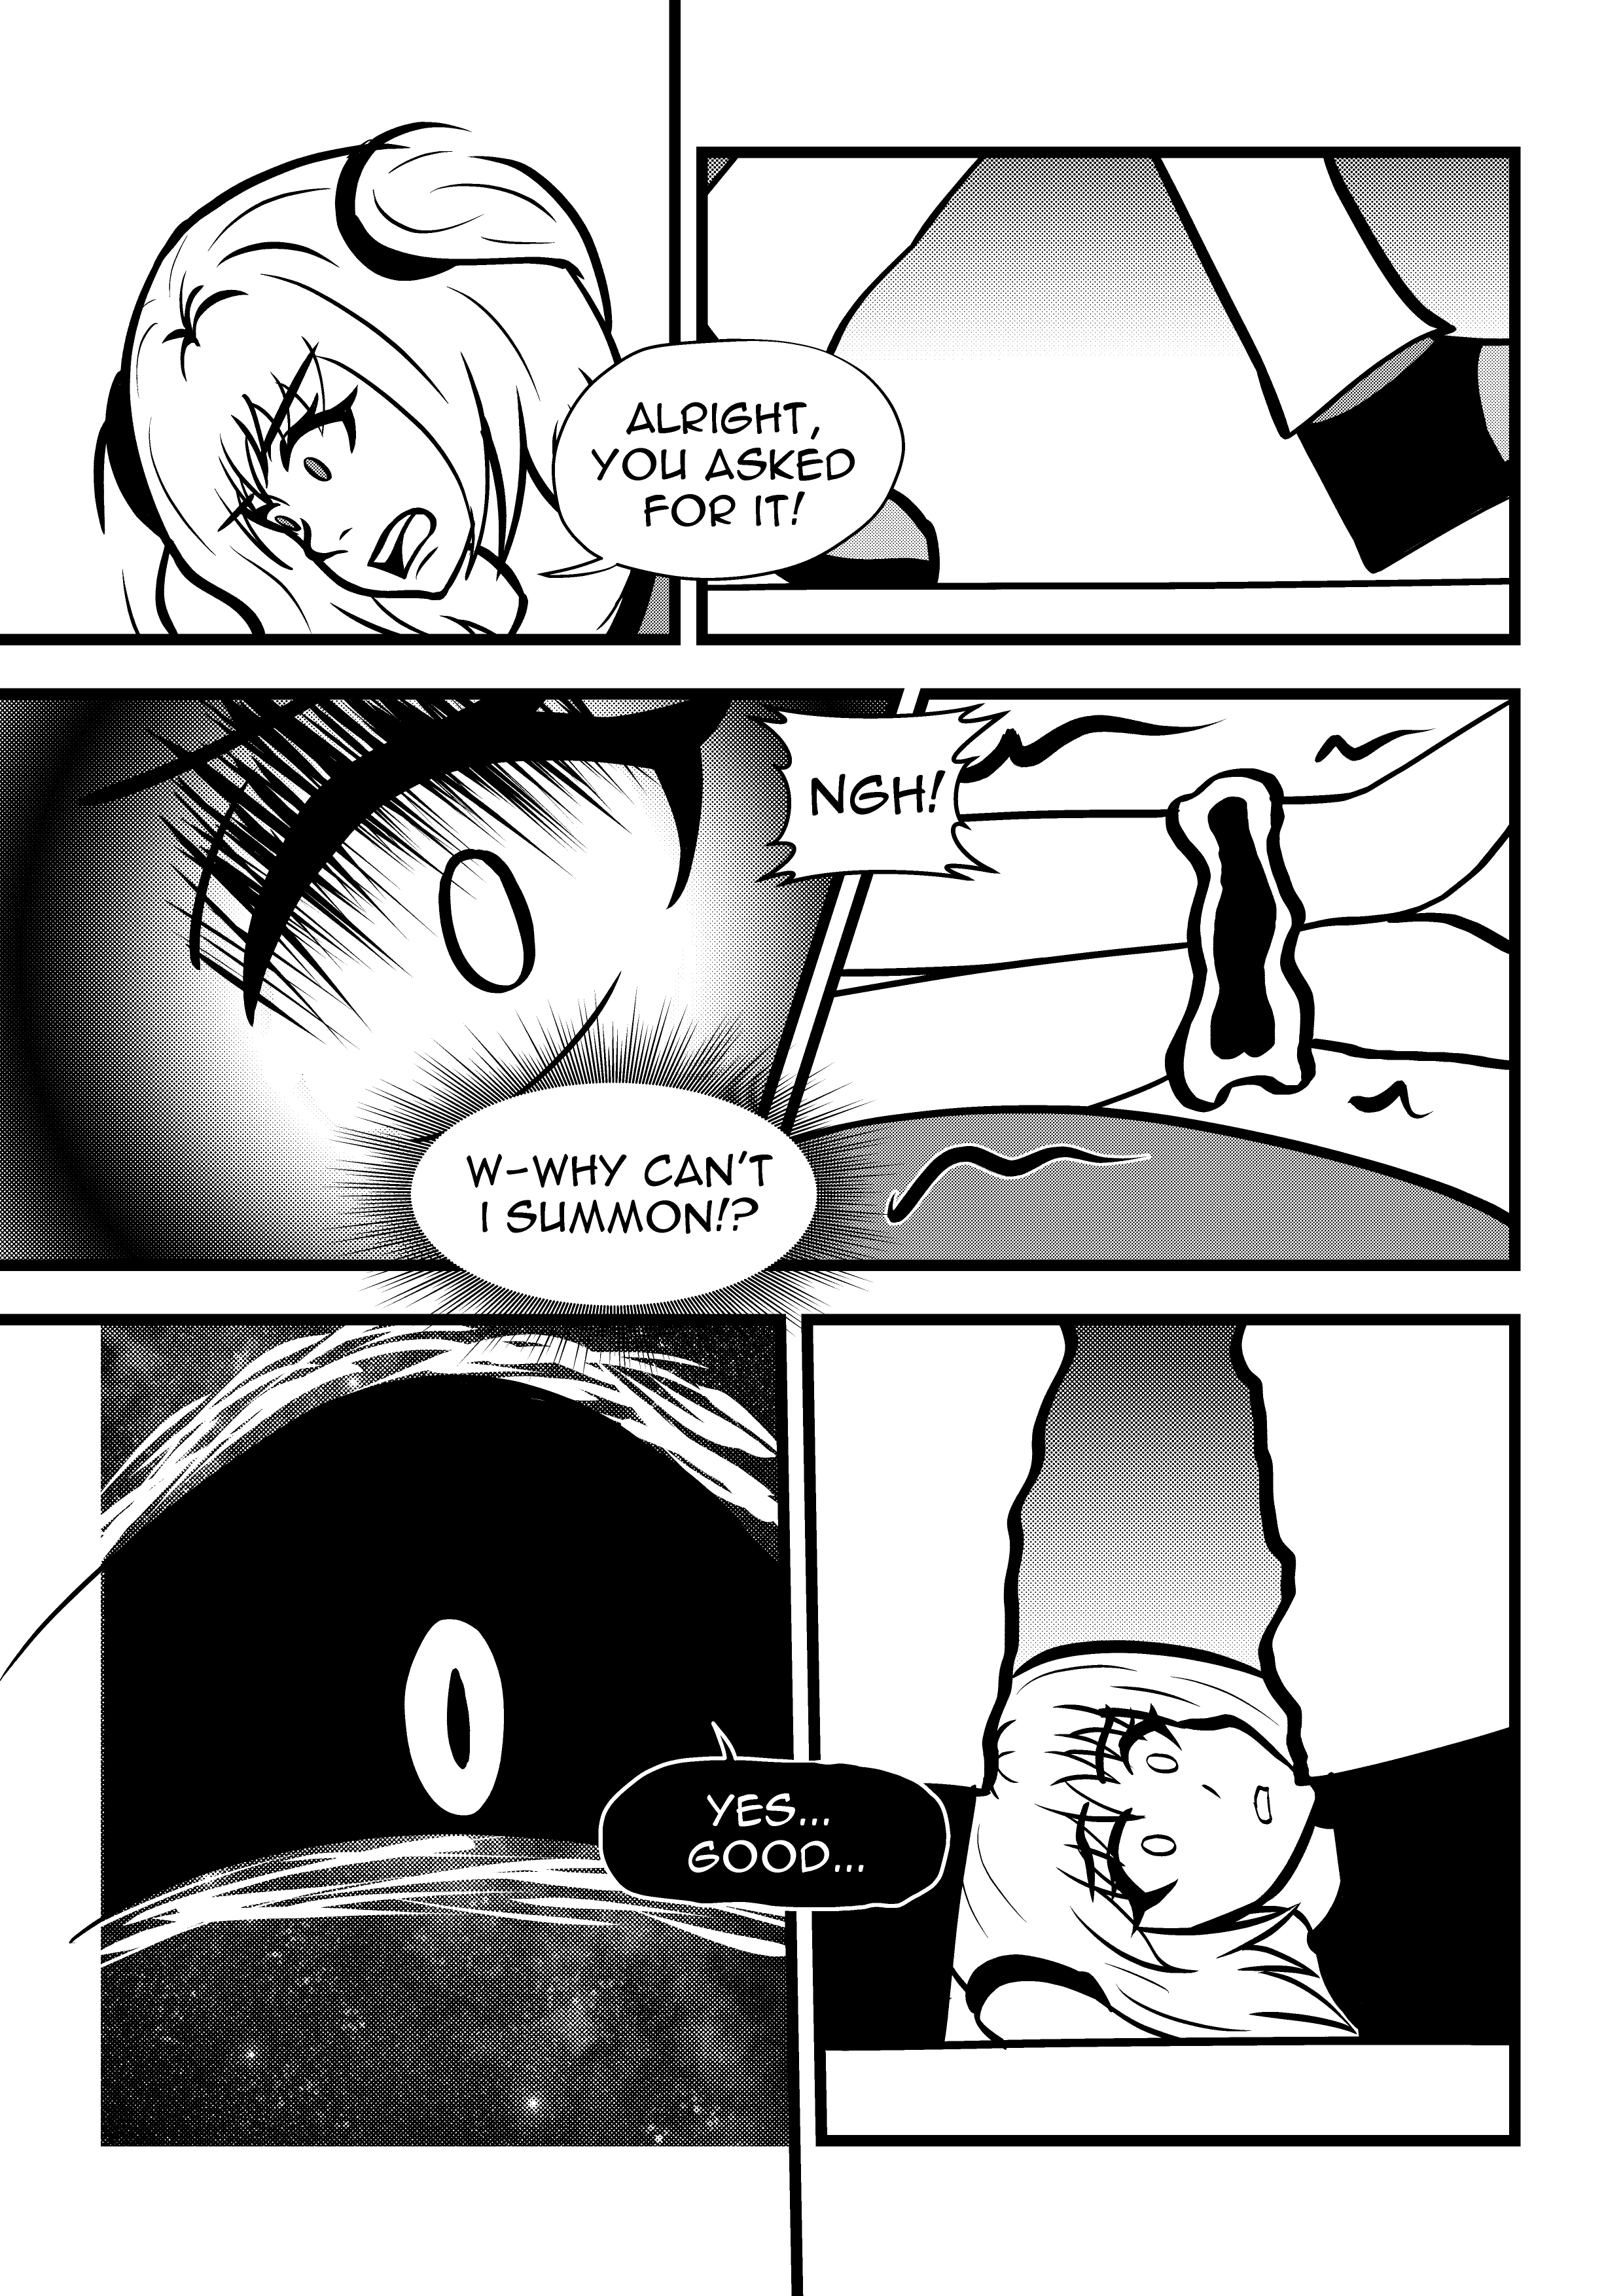 ALRIGHT,
YOU ASKED
FOR IT!
NGH!
W-WHY CAN'T
I SUMMON!?
YES...
GOOD...